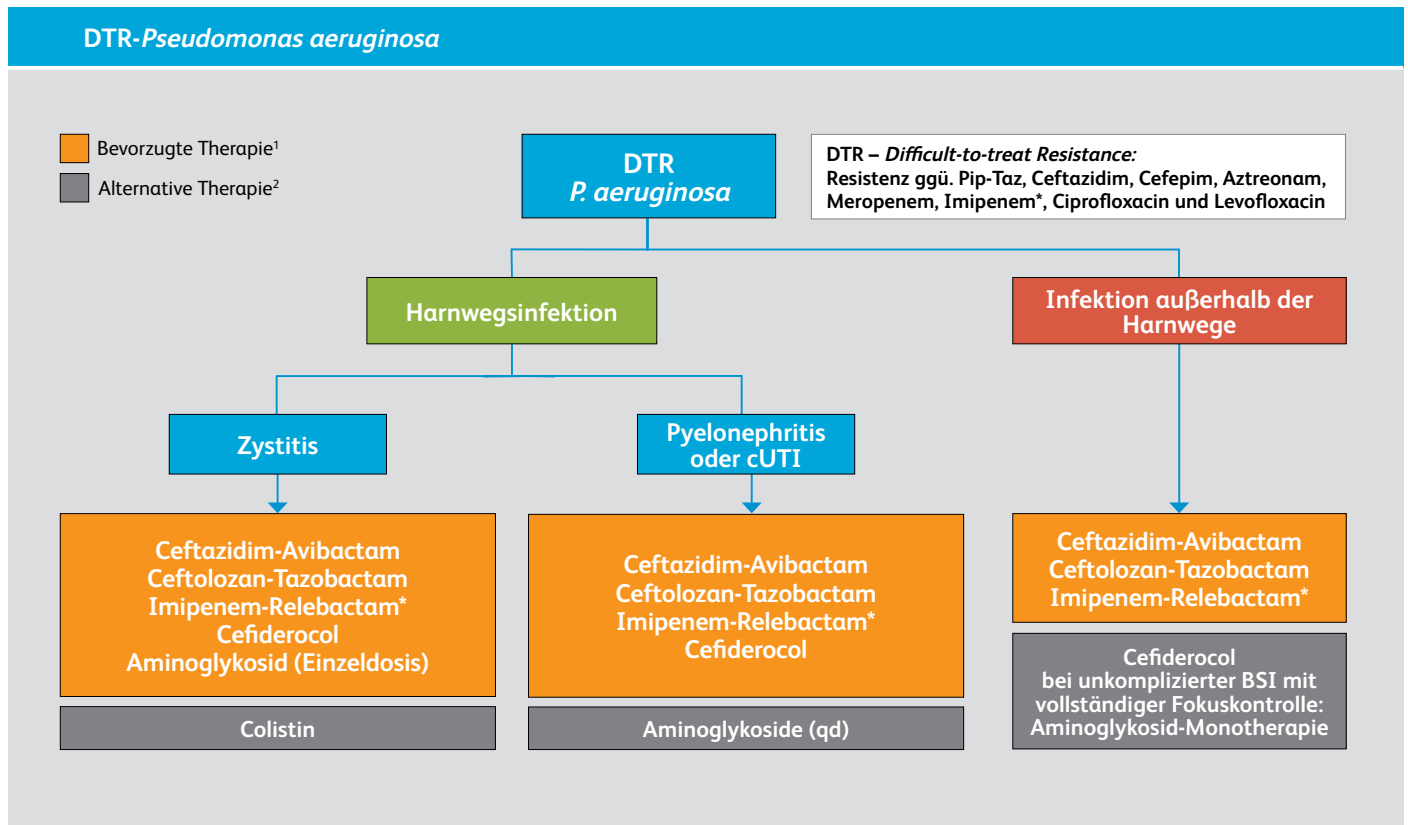 DTR-Pseudomonas aeruginosa
Bevorzugte Therapie¹
Alternative Therapie²
DTR
P. aeruginosa
DTR – Difficult-to-treat Resistance:
Resistenz ggü. Pip-Taz, Ceftazidim, Cefepim, Aztreonam,
Meropenem, Imipenem*, Ciprofloxacin und Levofloxacin
Harnwegsinfektion
Infektion außerhalb der
Harnwege
Zystitis
Pyelonephritis
oder cUTI
Ceftazidim-Avibactam
Ceftolozan-Tazobactam
Imipenem-Relebactam*
Cefiderocol
Aminoglykosid (Einzeldosis)
Colistin
Ceftazidim-Avibactam
Ceftolozan-Tazobactam
Imipenem-Relebactam*
Cefiderocol
Aminoglykoside (qd)
Ceftazidim-Avibactam
Ceftolozan-Tazobactam
Imipenem-Relebactam*
Cefiderocol
bei unkomplizierter BSI mit
vollständiger Fokuskontrolle:
Aminoglykosid-Monotherapie